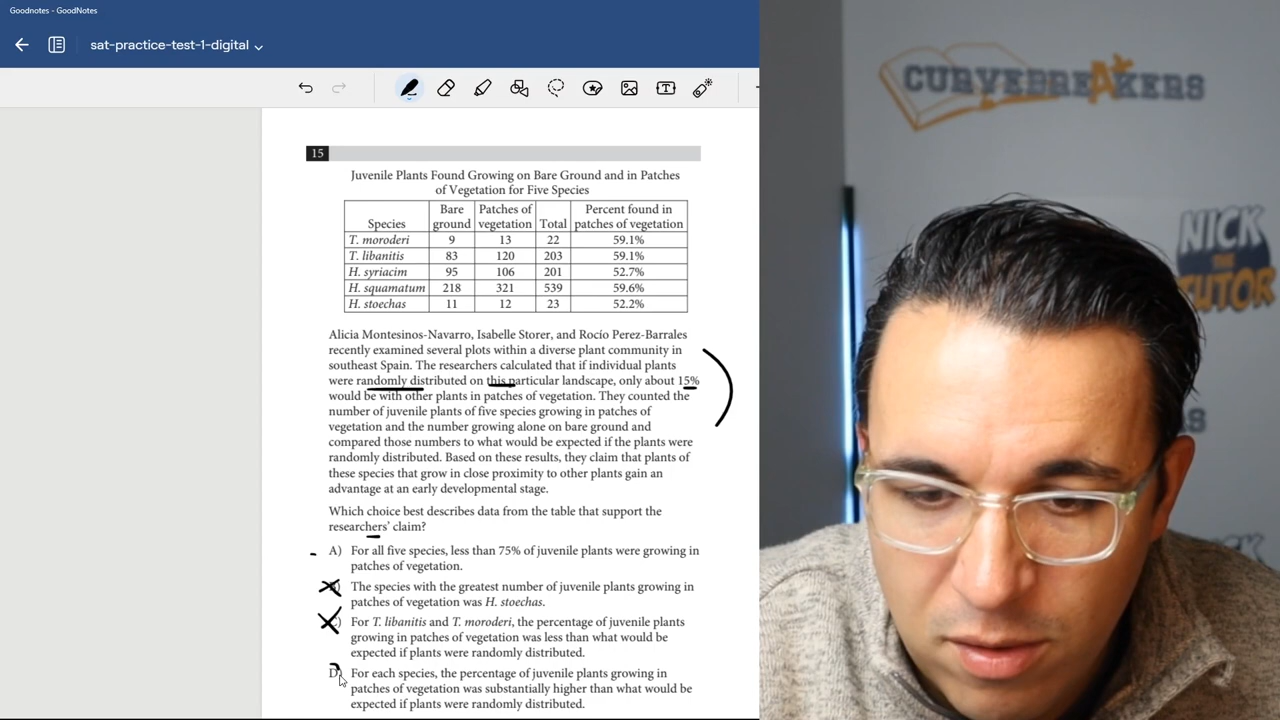 Goodnotes - GoodNotes
sat-practice-test-1-digital
15
Juvenile Plants Found Growing on Bare Ground and in Patches
of Vegetation for Five Species
Species Bare ground Patches of vegetation Total Percent found in patches of vegetation
T. moroderi 9 13 22 59.1%
T. libanitis 83 120 203 59.1%
H. syriacim 95 106 201 52.7%
H. squamatum 218 321 539 59.6%
H. stoechas 11 12 23 52.2%
Alicia Montesinos-Navarro, Isabelle Storer, and Rocío Perez-Barrales
recently examined several plots within a diverse plant community in
southeast Spain. The researchers calculated that if individual plants
were randomly distributed on this particular landscape, only about 15%
would be with other plants in patches of vegetation. They counted the
number of juvenile plants of five species growing in patches of
vegetation and the number growing alone on bare ground and
compared those numbers to what would be expected if the plants were
randomly distributed. Based on these results, they claim that plants of
these species that grow in close proximity to other plants gain an
advantage at an early developmental stage.
Which choice best describes data from the table that support the
researchers’ claim?
A) For all five species, less than 75% of juvenile plants were growing in
patches of vegetation.
The species with the greatest number of juvenile plants growing in
patches of vegetation was H. stoechas.
For T. libanitis and T. moroderi, the percentage of juvenile plants
growing in patches of vegetation was less than what would be
expected if plants were randomly distributed.
D) For each species, the percentage of juvenile plants growing in
patches of vegetation was substantially higher than what would be
expected if plants were randomly distributed.
CURVEBREAKERS
NICK
THE
TUTOR